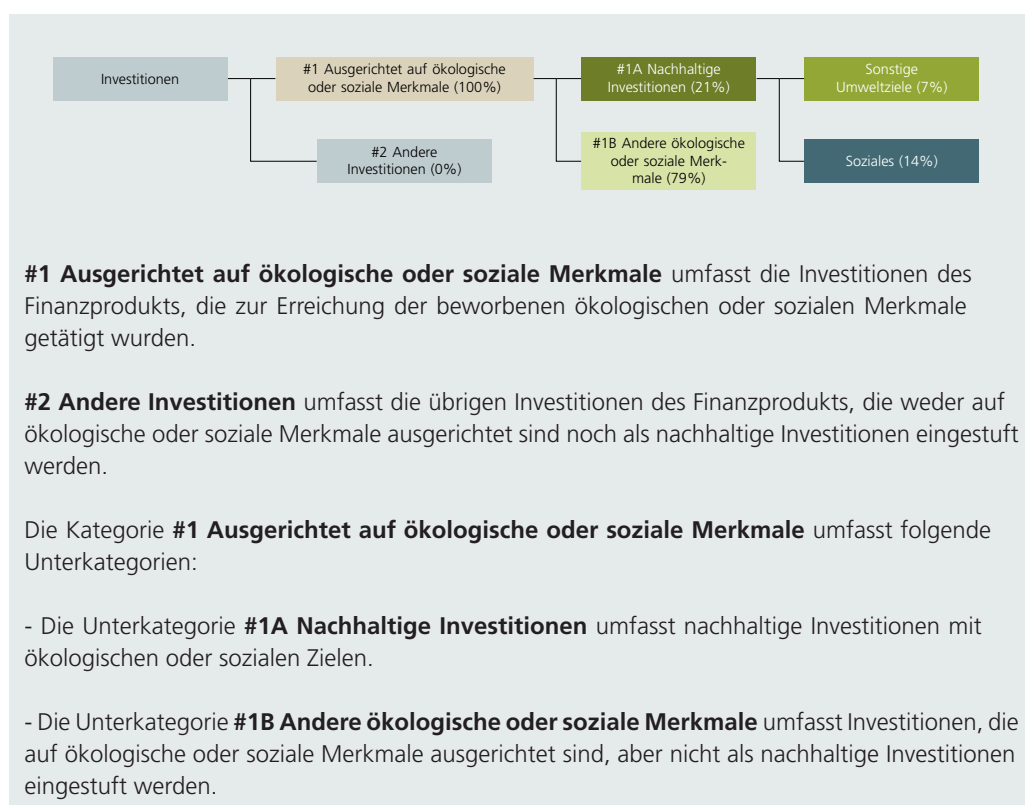 Investitionen
#1 Ausgerichtet auf ökologische
oder soziale Merkmale (100%)
#1A Nachhaltige
Investitionen (21%)
Sonstige
Umweltziele (7%)
#2 Andere
Investitionen (0%)
#1B Andere ökologische
oder soziale Merk-
male (79%)
Soziales (14%)
#1 Ausgerichtet auf ökologische oder soziale Merkmale umfasst die Investitionen des
Finanzprodukts, die zur Erreichung der beworbenen ökologischen oder sozialen Merkmale
getätigt wurden.
#2 Andere Investitionen umfasst die übrigen Investitionen des Finanzprodukts, die weder auf
ökologische oder soziale Merkmale ausgerichtet sind noch als nachhaltige Investitionen eingestuft
werden.
Die Kategorie #1 Ausgerichtet auf ökologische oder soziale Merkmale umfasst folgende
Unterkategorien:
- Die Unterkategorie #1A Nachhaltige Investitionen umfasst nachhaltige Investitionen mit
ökologischen oder sozialen Zielen.
- Die Unterkategorie #1B Andere ökologische oder soziale Merkmale umfasst Investitionen, die
auf ökologische oder soziale Merkmale ausgerichtet sind, aber nicht als nachhaltige Investitionen
eingestuft werden.